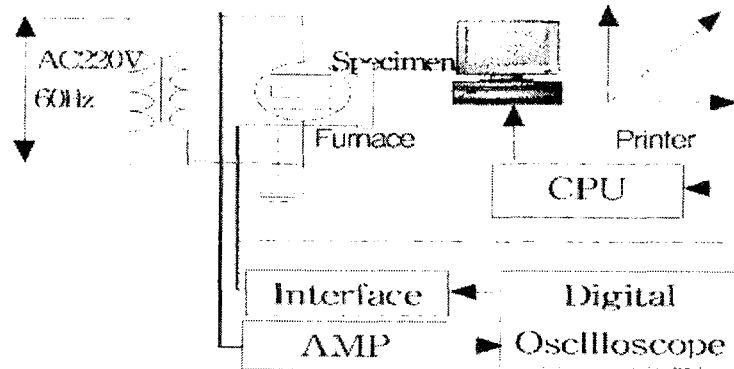 AC220V
60Hz
Specimen
Furnace
Printer
CPU
Interface
Digital
AMP
Oscilloscope